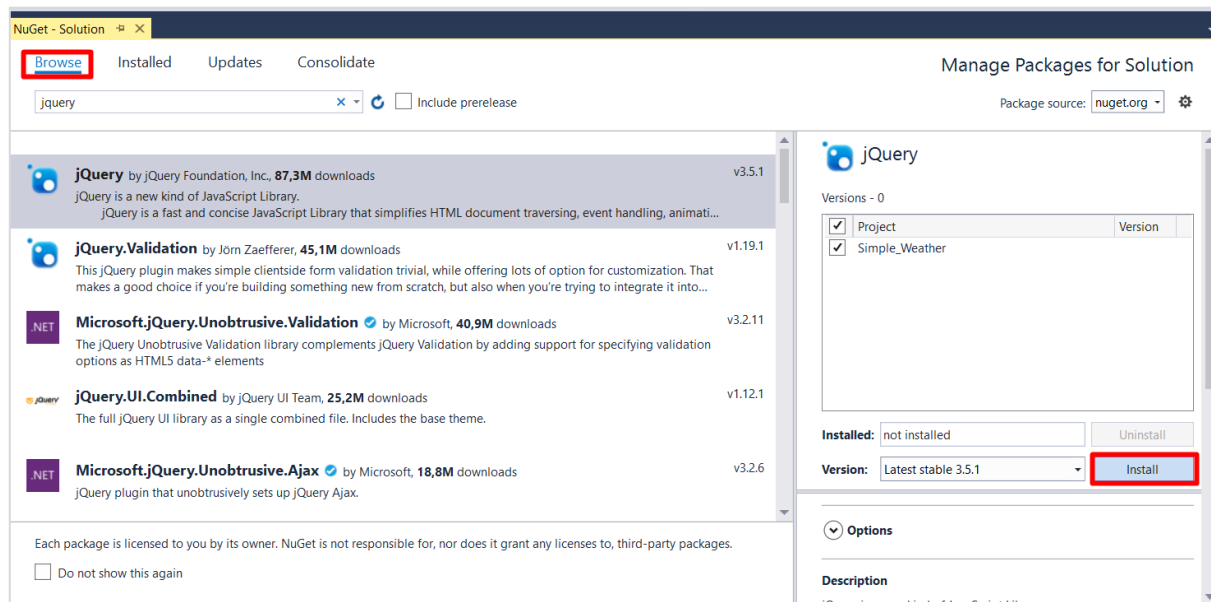 NuGet - Solution
Browse Installed Updates Consolidate
Manage Packages for Solution
jquery
Include prerelease
Package source: nuget.org
jQuery by jQuery Foundation, Inc., 87,3M downloads v3.5.1
jQuery is a new kind of JavaScript Library.
jQuery is a fast and concise JavaScript Library that simplifies HTML document traversing, event handling, animati...
jQuery.Validation by Jörn Zaefferer, 45,1M downloads v1.19.1
This jQuery plugin makes simple clientside form validation trivial, while offering lots of option for customization. That
makes a good choice if you're building something new from scratch, but also when you're trying to integrate it into...
.NET
Microsoft.jQuery.Unobtrusive.Validation by Microsoft, 40,9M downloads v3.2.11
The jQuery Unobtrusive Validation library complements jQuery Validation by adding support for specifying validation
options as HTML5 data-* elements
jQuery
jQuery.UI.Combined by jQuery UI Team, 25,2M downloads v1.12.1
The full jQuery UI library as a single combined file. Includes the base theme.
.NET
Microsoft.jQuery.Unobtrusive.Ajax by Microsoft, 18,8M downloads v3.2.6
jQuery plugin that unobtrusively sets up jQuery Ajax.
Each package is licensed to you by its owner. NuGet is not responsible for, nor does it grant any licenses to, third-party packages.
Do not show this again
jQuery
Versions - 0
Project Version
Simple_Weather
Installed: not installed Uninstall
Version: Latest stable 3.5.1 Install
Options
Description